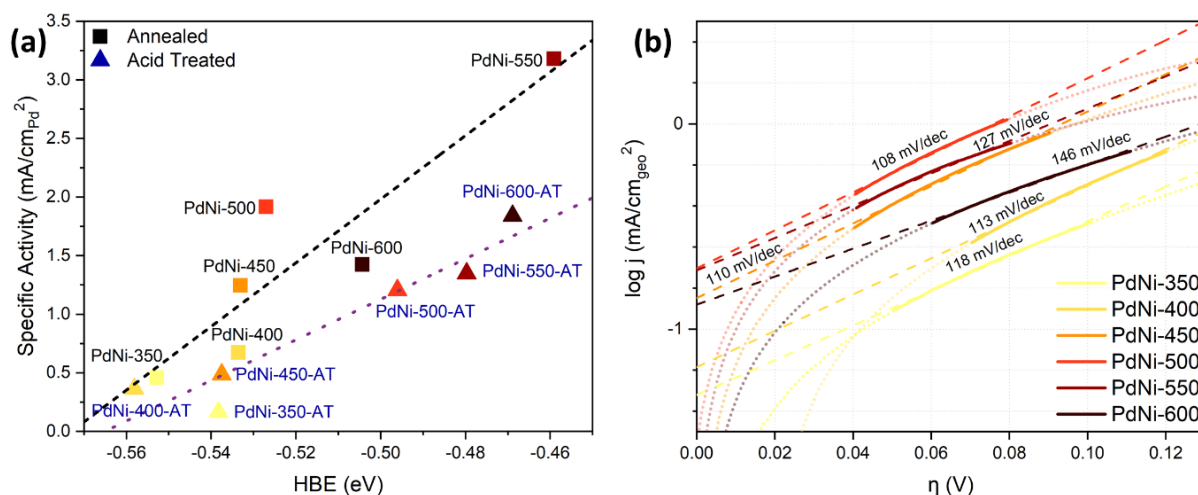 (a)
Annealed
Acid Treated
PdNi-550
PdNi-600-AT
PdNi-500
PdNi-600
PdNi-450
PdNi-550-AT
PdNi-500-AT
PdNi-400
PdNi-350
PdNi-450-AT
PdNi-400-AT
PdNi-350-AT
3.5
3.0
2.5
2.0
1.5
1.0
0.5
0.0
Specific Activity (mA/cmPd²)
-0.56 -0.54 -0.52 -0.50 -0.48 -0.46
HBE (eV)
(b)
108 mV/dec
127 mV/dec
146 mV/dec
113 mV/dec
110 mV/dec
118 mV/dec
PdNi-350
PdNi-400
PdNi-450
PdNi-500
PdNi-550
PdNi-600
0
-1
log j (mA/cmgeo²)
0.00 0.02 0.04 0.06 0.08 0.10 0.12
η (V)